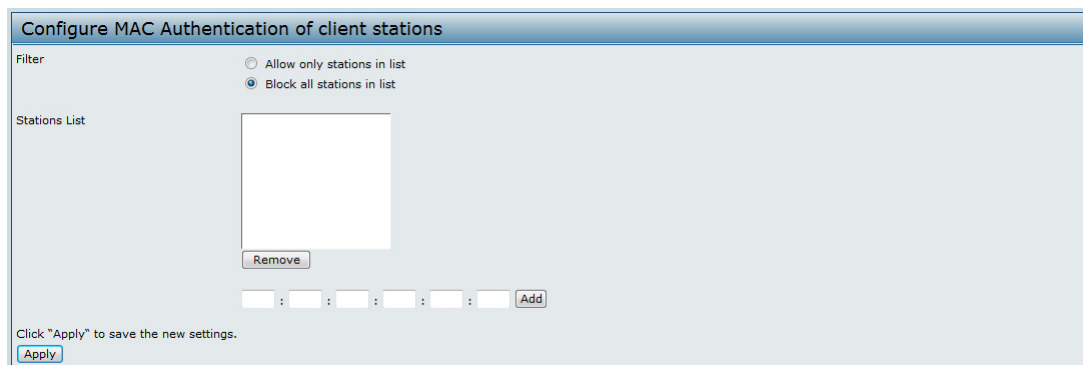 Configure MAC Authentication of client stations
Filter
Allow only stations in list
Block all stations in list
Stations List
Remove
: : : : : Add
Click "Apply" to save the new settings.
Apply